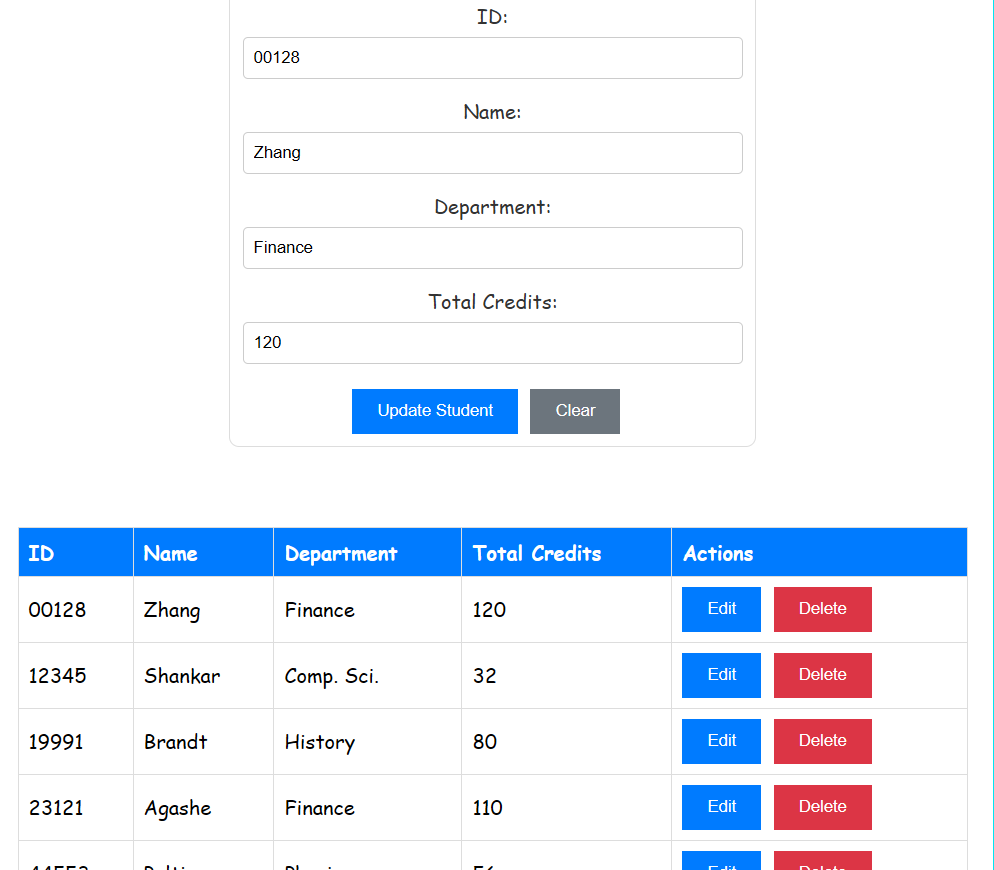 ID:
00128
Name:
Zhang
Department:
Finance
Total Credits:
120
Update Student Clear
ID Name Department Total Credits Actions
00128 Zhang Finance 120 Edit Delete
12345 Shankar Comp. Sci. 32 Edit Delete
19991 Brandt History 80 Edit Delete
23121 Agashe Finance 110 Edit Delete
Edit Delete